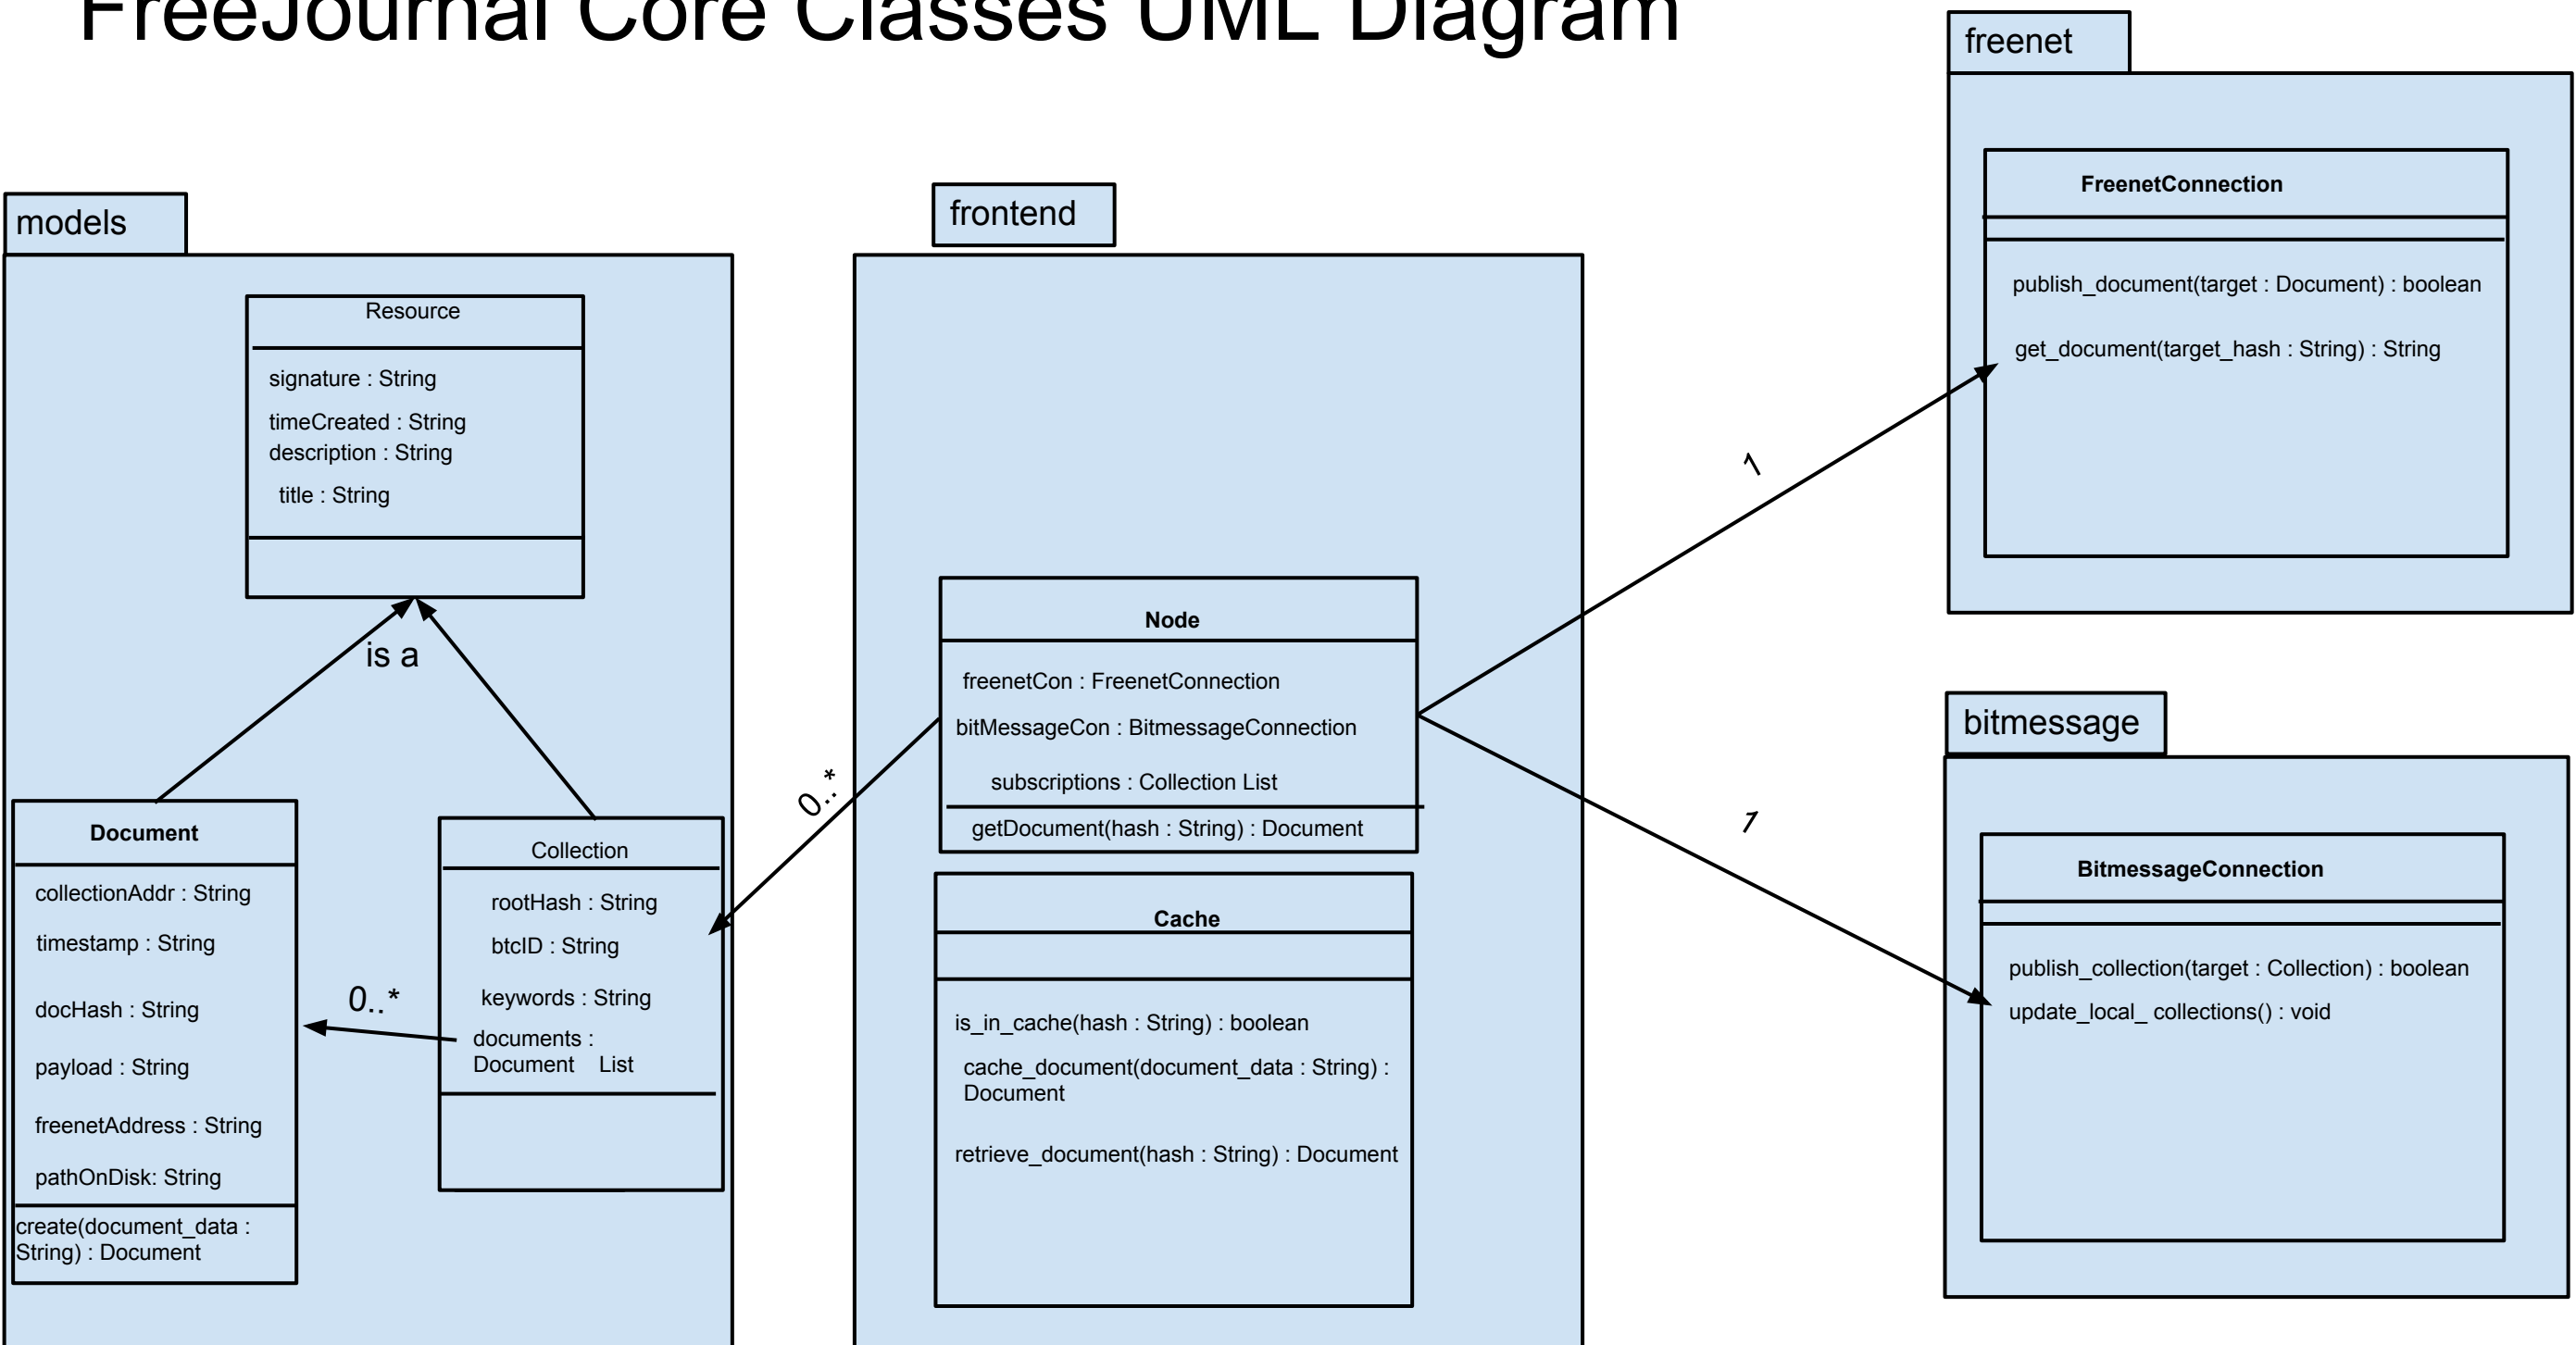 FreeJournal Core Classes UML Diagram
models
Resource
signature : String
timeCreated : String
description : String
title : String
is a
Document
collectionAddr : String
timestamp : String
docHash : String
payload : String
freenetAddress : String
pathOnDisk: String
create(document_data :
String) : Document
0..*
Collection
rootHash : String
btcID : String
keywords : String
documents :
Document List
0..*
frontend
Node
freenetCon : FreenetConnection
bitMessageCon : BitmessageConnection
subscriptions : Collection List
getDocument(hash : String) : Document
Cache
is_in_cache(hash : String) : boolean
cache_document(document_data : String) :
Document
retrieve_document(hash : String) : Document
1
1
freenet
FreenetConnection
publish_document(target : Document) : boolean
get_document(target_hash : String) : String
bitmessage
BitmessageConnection
publish_collection(target : Collection) : boolean
update_local_ collections() : void